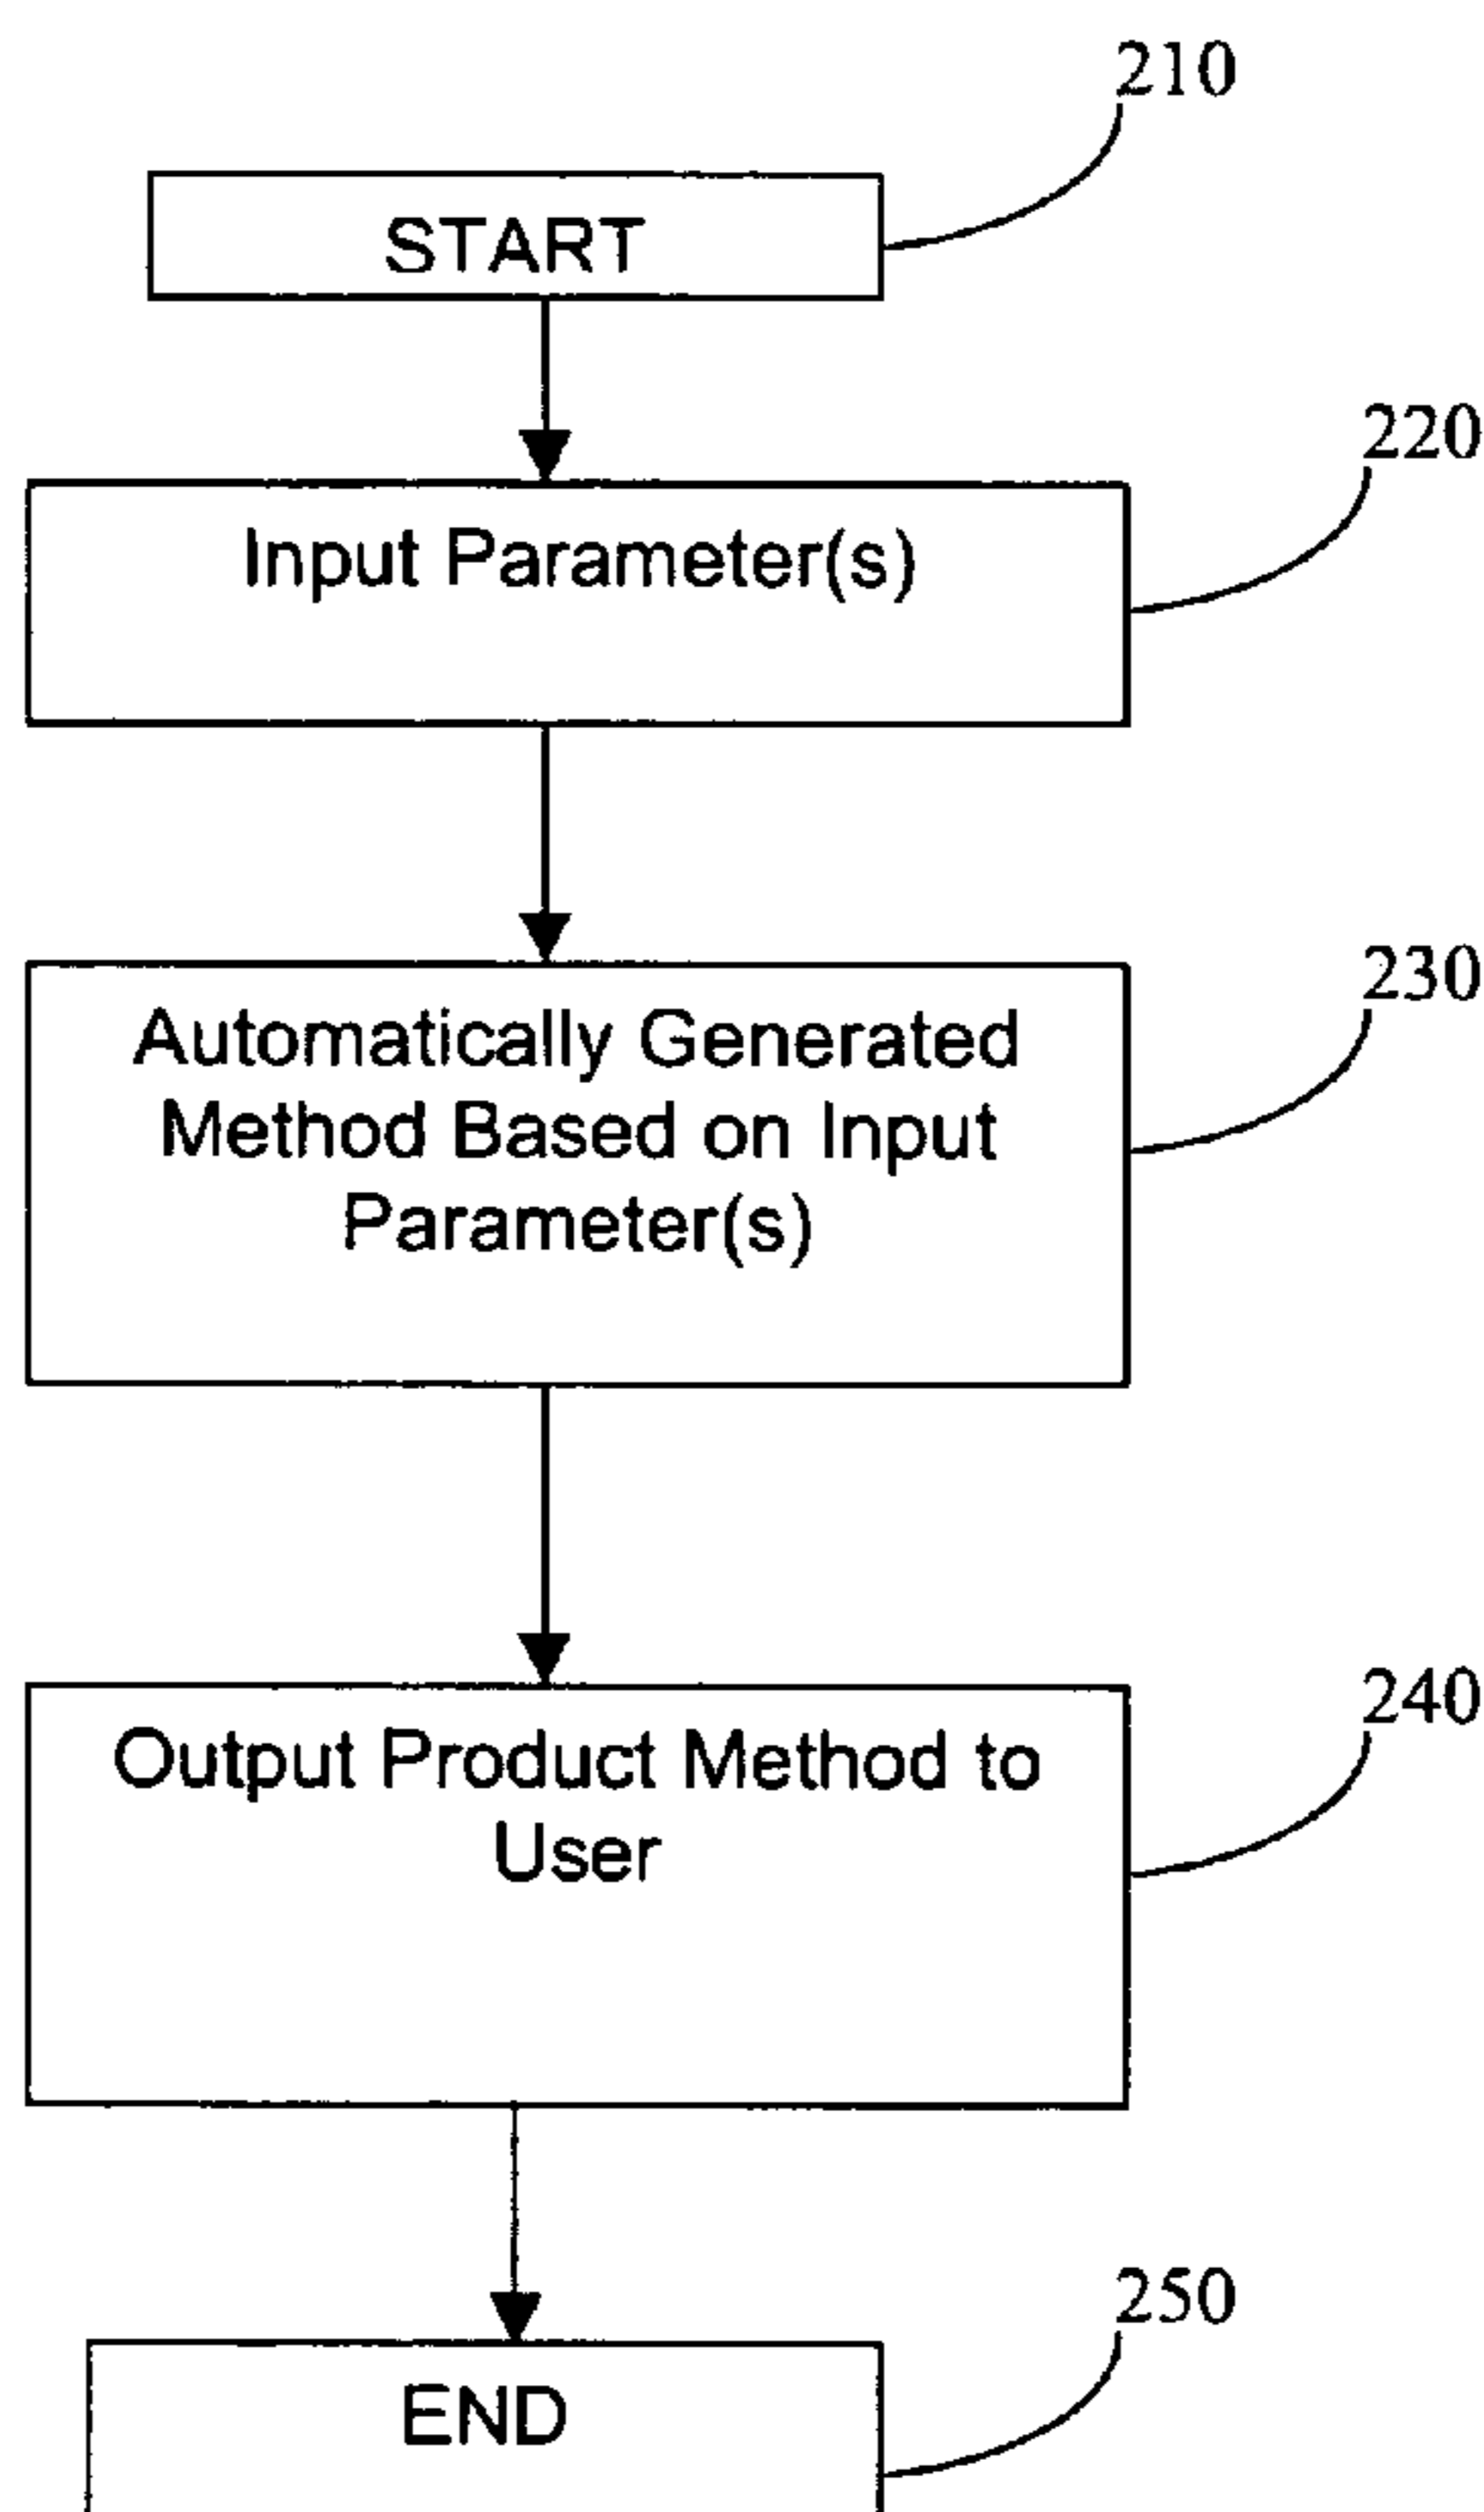 210
START
220
Input Parameter(s)
230
Automatically Generated
Method Based on Input
Parameter(s)
240
Output Product Method to
User
250
END